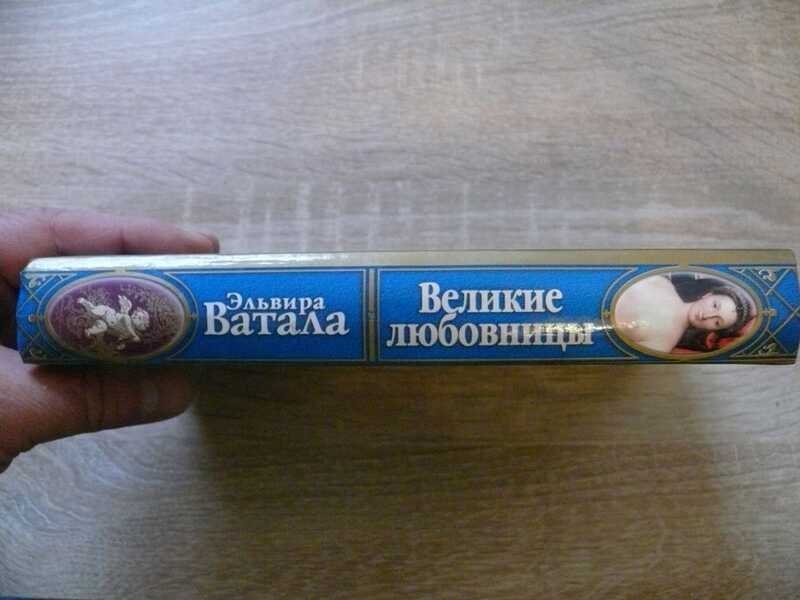 Эльвира
Ватала
Великие
любовницы